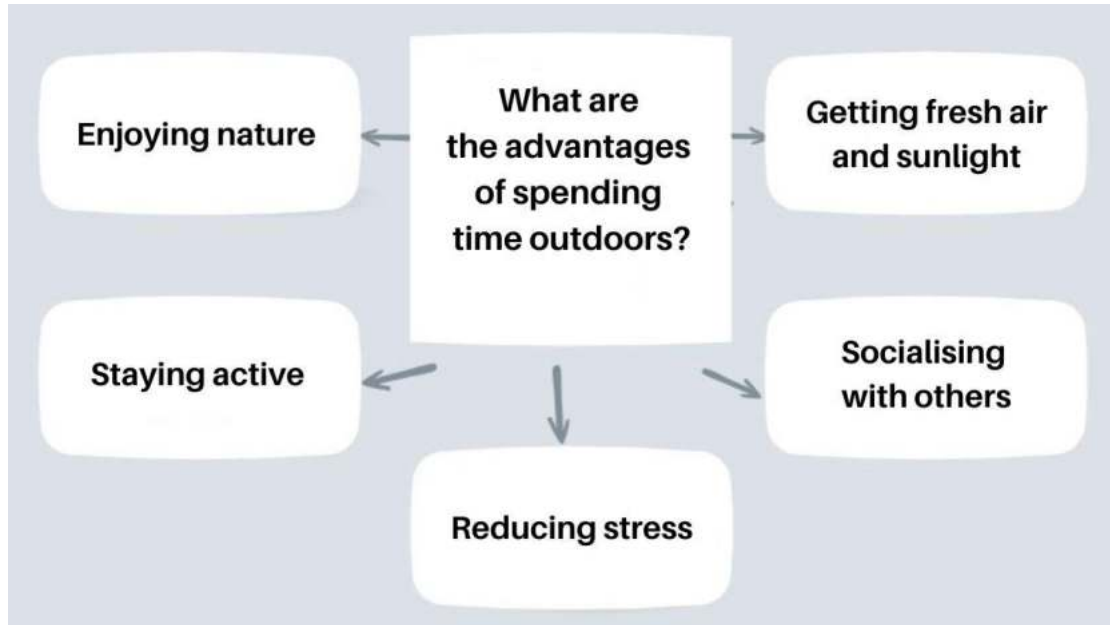 What are
the advantages
of spending
time outdoors?
Enjoying nature
Getting fresh air
and sunlight
Staying active
Socialising
with others
Reducing stress